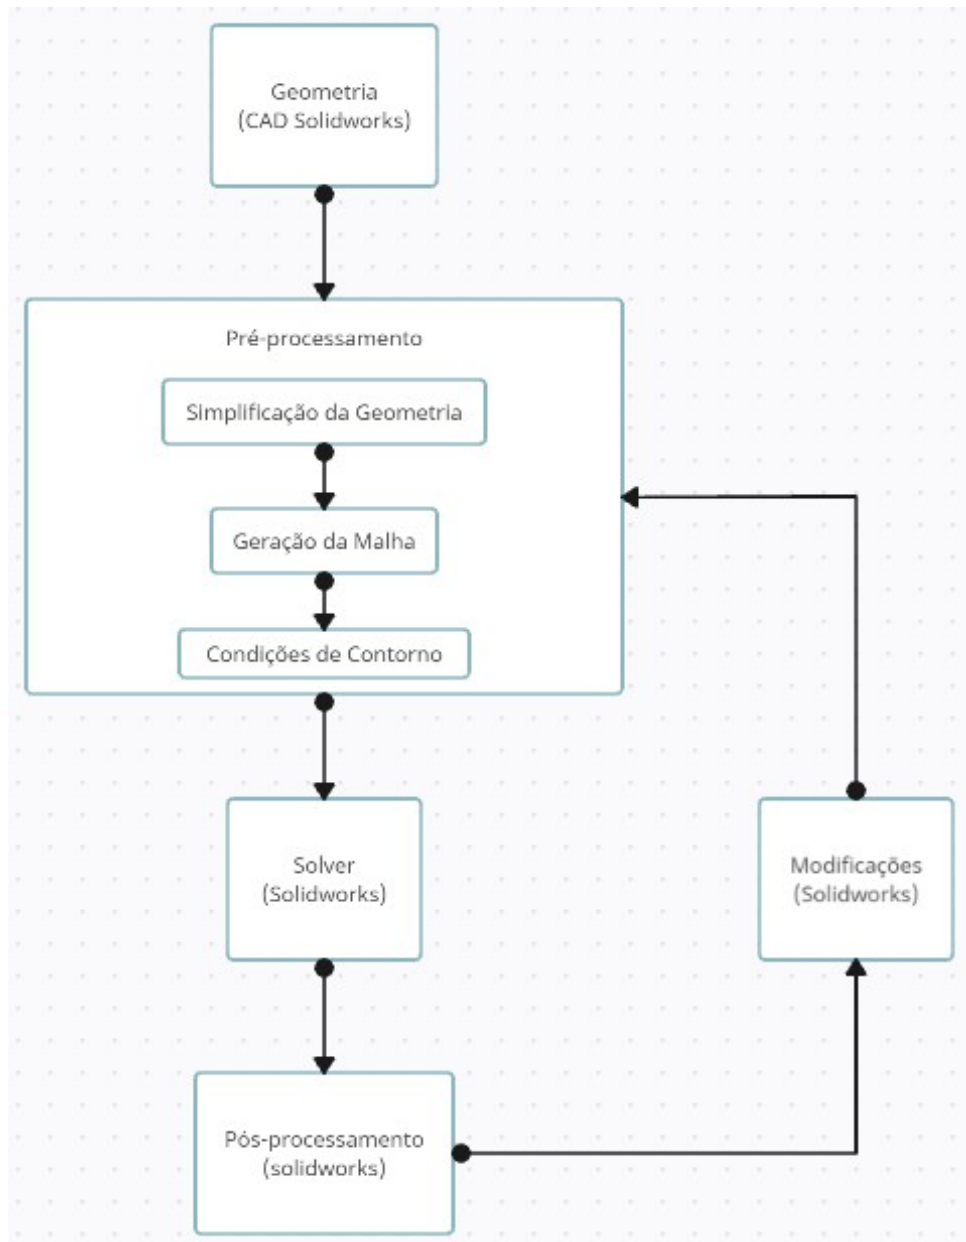 Geometria
(CAD Solidworks)
Pré-processamento
Simplificação da Geometria
Geração da Malha
Condições de Contorno
Solver
(Solidworks)
Modificações
(Solidworks)
Pós-processamento
(solidworks)